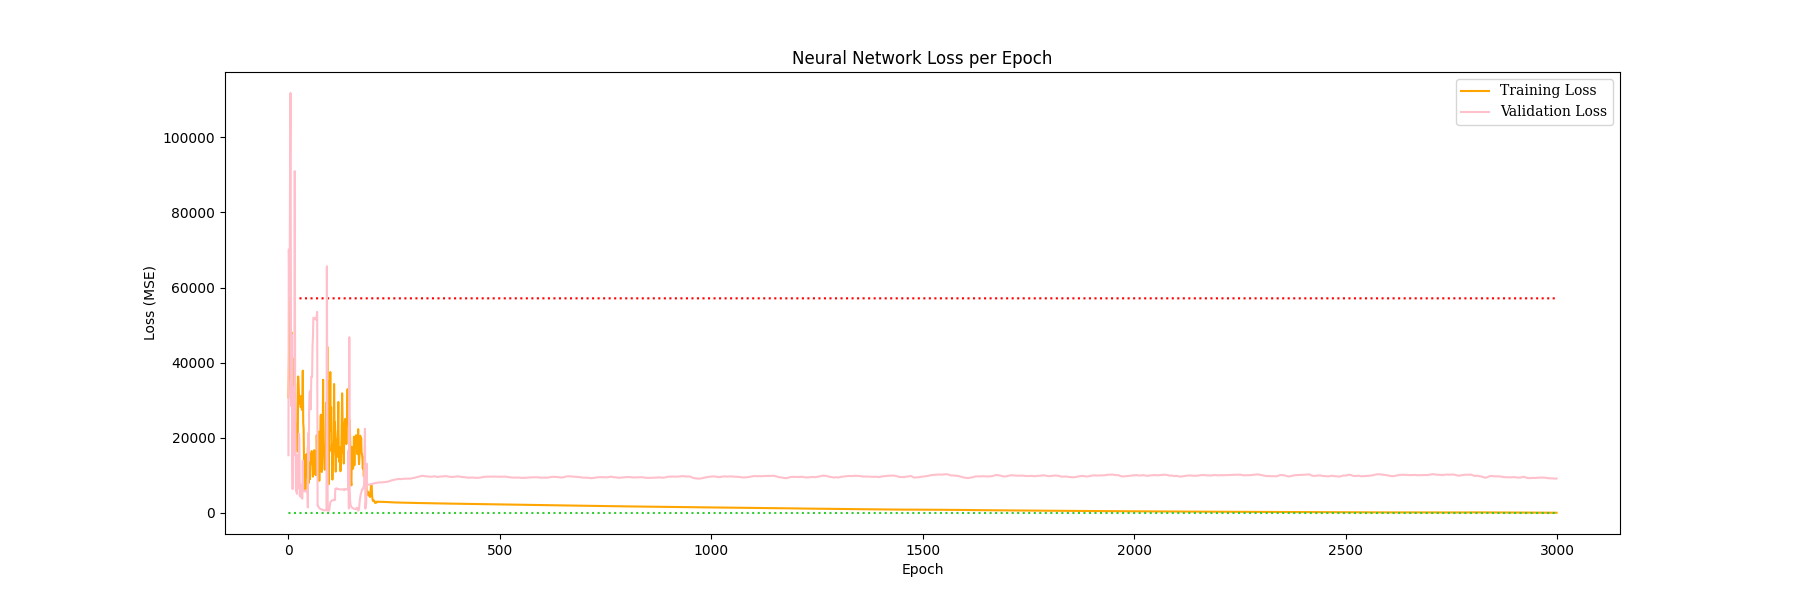 Neural Network Loss per Epoch
Training Loss
Validation Loss
Loss (MSE)
100000
80000
60000
40000
20000
0
0 500 1000 1500 2000 2500 3000
Epoch